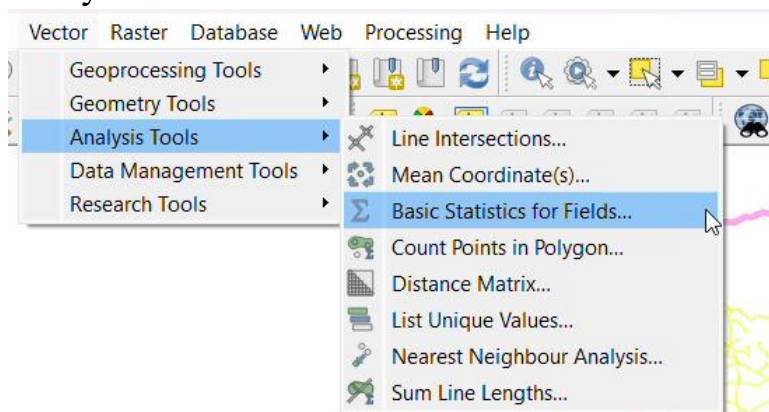 Vector Raster Database Web Processing Help
Geoprocessing Tools
Geometry Tools
Analysis Tools
Data Management Tools
Research Tools
Line Intersections...
Mean Coordinate(s)...
Basic Statistics for Fields...
Count Points in Polygon...
Distance Matrix...
List Unique Values...
Nearest Neighbour Analysis...
Sum Line Lengths...